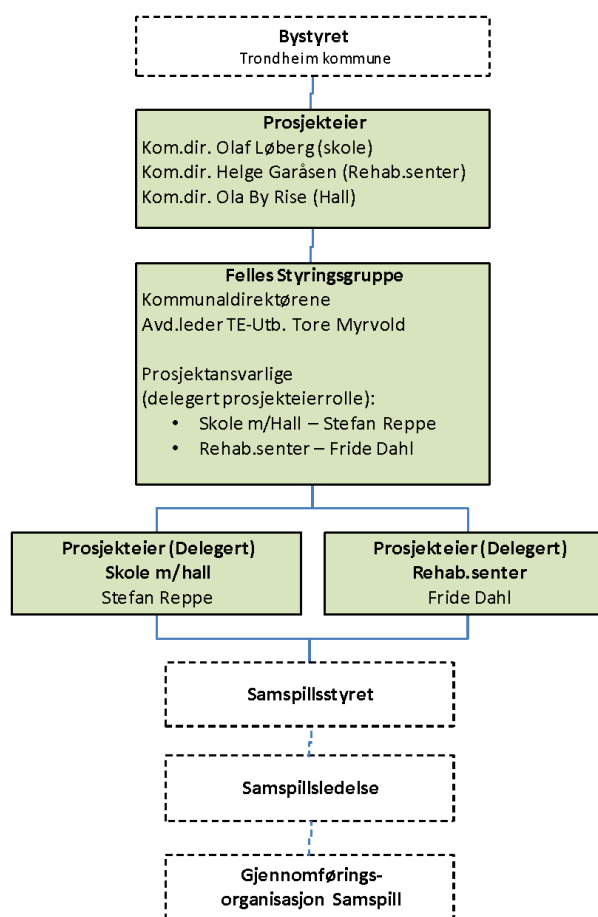 Bystyret
Trondheim kommune
Prosjekteier
Kom.dir. Olaf Løberg (skole)
Kom.dir. Helge Garåsen (Rehab.senter)
Kom.dir. Ola By Rise (Hall)
Felles Styringsgruppe
Kommunaldirektørene
Avd.leder TE-Utb. Tore Myrvold
Prosjektansvarlige
(delegert prosjekteierrolle):
• Skole m/Hall – Stefan Reppe
• Rehab.senter – Fride Dahl
Prosjekteier (Delegert)
Skole m/hall
Stefan Reppe
Prosjekteier (Delegert)
Rehab.senter
Fride Dahl
Samspillsstyret
Samspillsledelse
Gjennomførings-
organisasjon Samspill